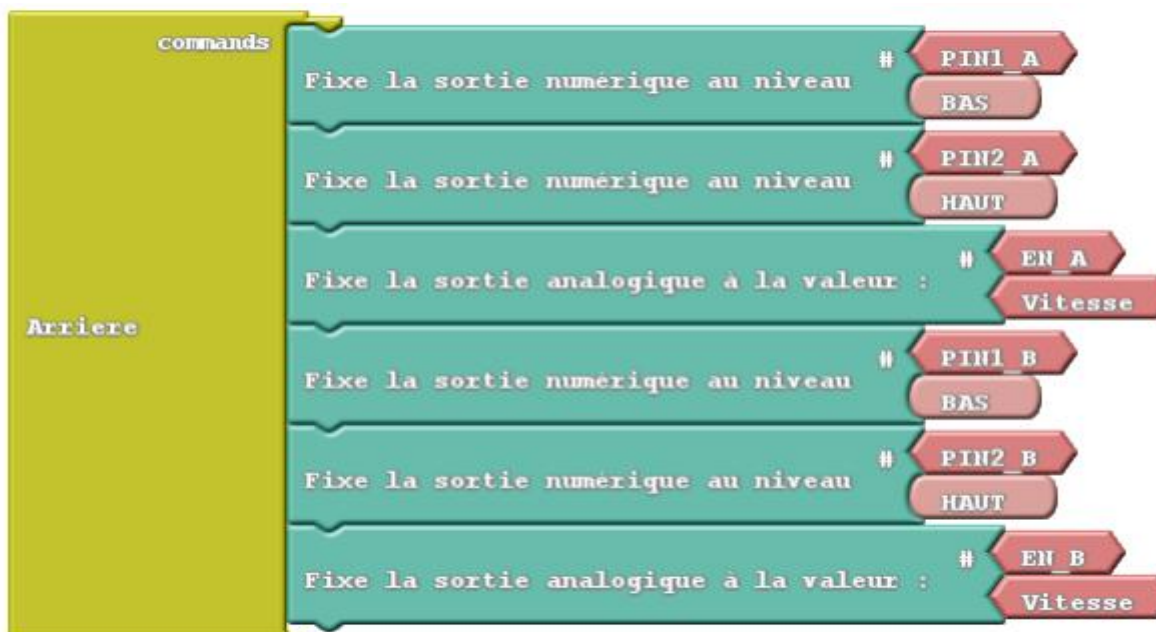 commands
# PIN1_A
Fixe la sortie numérique au niveau
BAS
# PIN2_A
Fixe la sortie numérique au niveau
HAUT
# EN_A
Fixe la sortie analogique à la valeur :
Vitesse
Arriere
# PIN1_B
Fixe la sortie numérique au niveau
BAS
# PIN2_B
Fixe la sortie numérique au niveau
HAUT
# EN_B
Fixe la sortie analogique à la valeur :
Vitesse